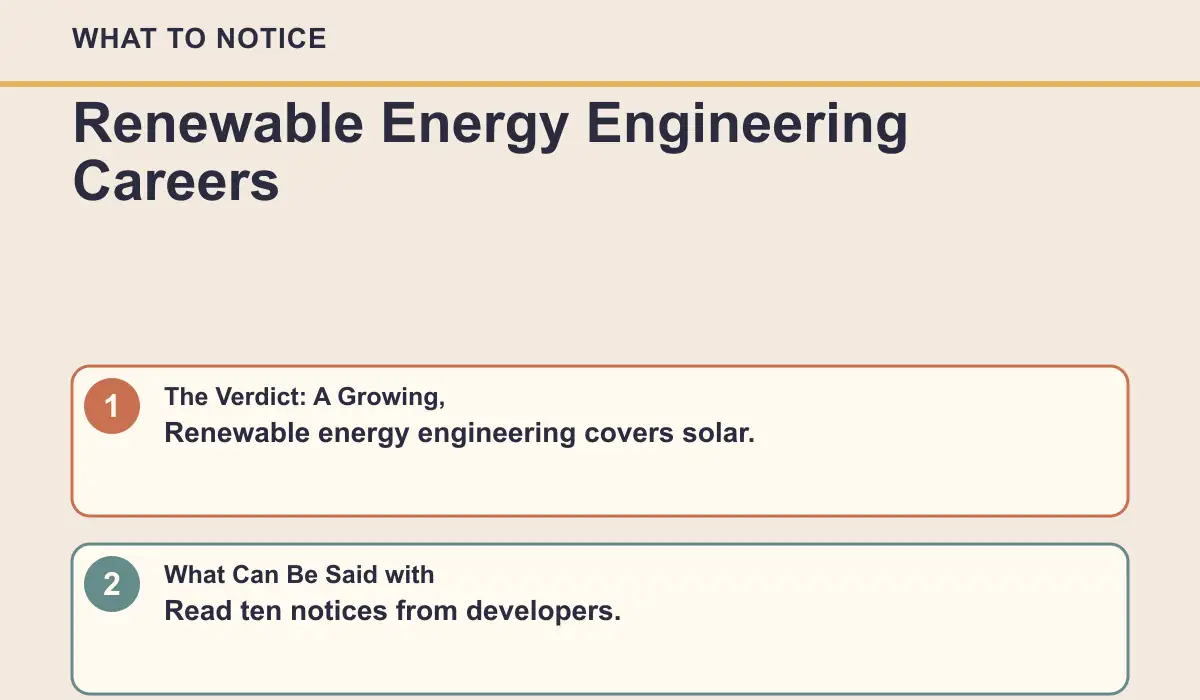 WHAT TO NOTICE
Renewable Energy Engineering
Careers
1
The Verdict: A Growing,
Renewable energy engineering covers solar.
2
What Can Be Said with
Read ten notices from developers.